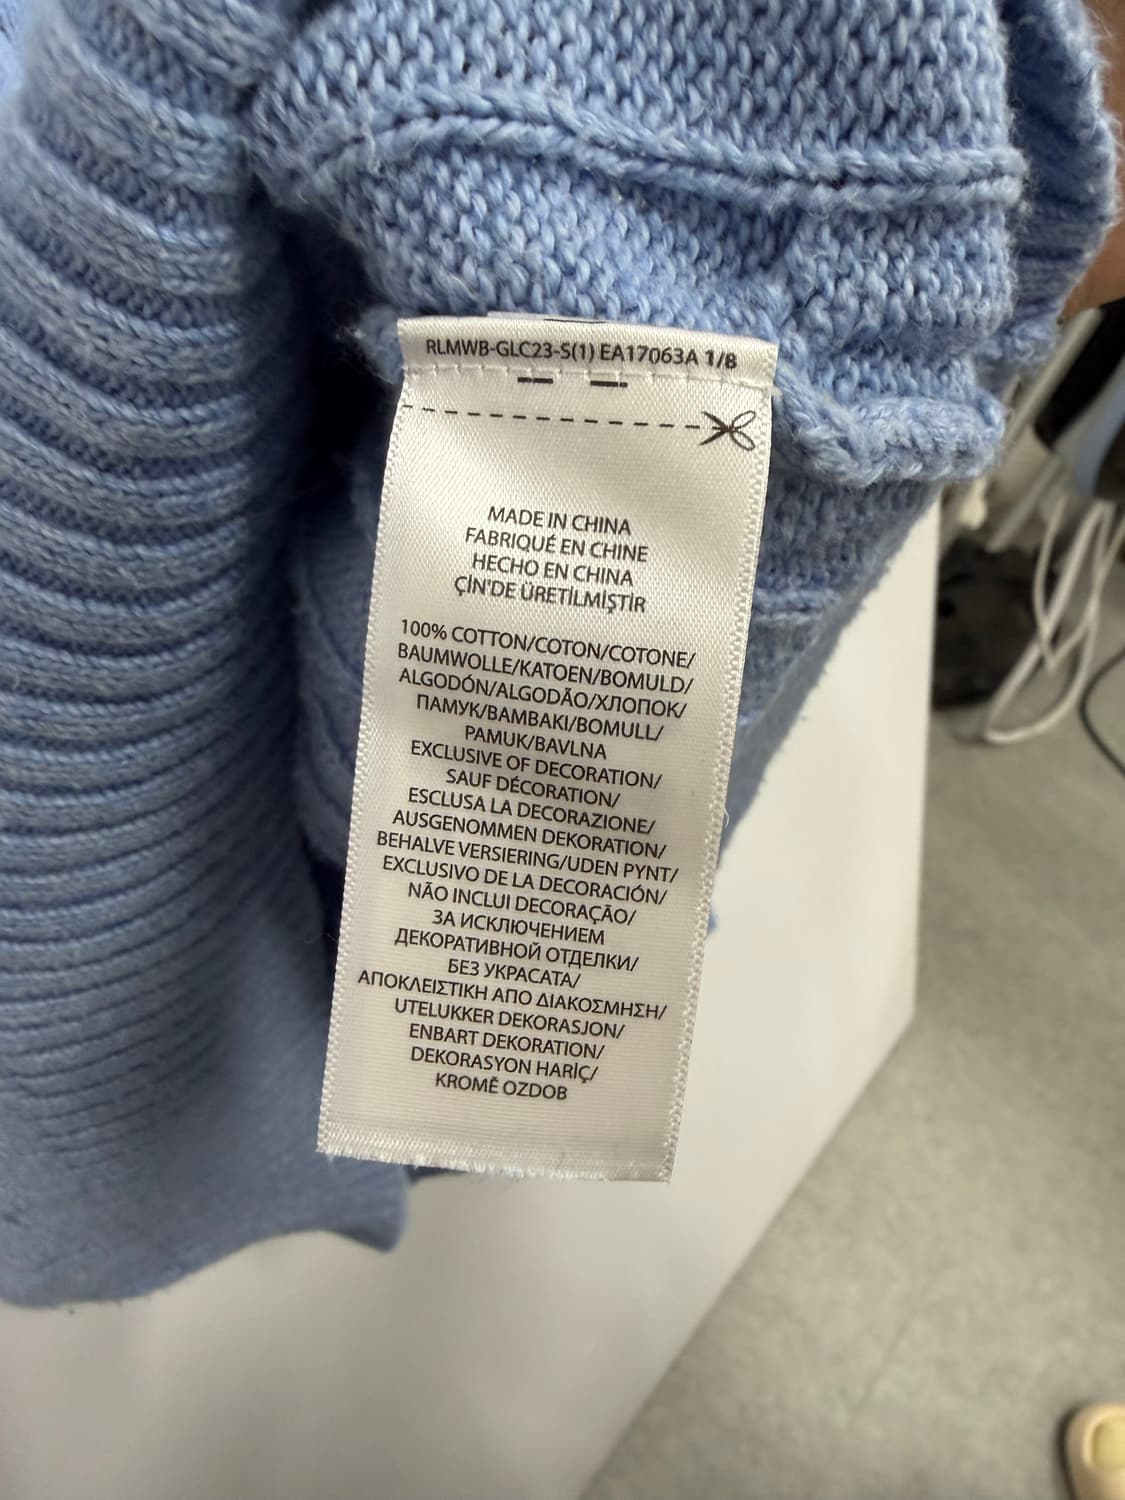 RLMWB-GLC23-S(1) EA17063A 1/8
MADE IN CHINA
FABRIQUÉ EN CHINE
HECHO EN CHINA
ÇİN'DE ÜRETİLMİŞTİR
100% COTTON/COTON/COTONE/
BAUMWOLLE/KATOEN/BOMULD/
ALGODÓN/ALGODÃO/ХЛОПОК/
ПАМУК/ΒΑΜΒΑΚΙ/BOMULL/
PAMUK/BAVLNA
EXCLUSIVE OF DECORATION/
SAUF DÉCORATION/
ESCLUSA LA DECORAZIONE/
AUSGENOMMEN DEKORATION/
BEHALVE VERSIERING/UDEN PYNT/
EXCLUSIVO DE LA DECORACIÓN/
NÃO INCLUI DECORAÇÃO/
ЗА ИСКЛЮЧЕНИЕМ
ДЕКОРАТИВНОЙ ОТДЕЛКИ/
БЕЗ УКРАСАТА/
ΑΠΟΚΛΕΙΣΤΙΚΗ ΑΠΟ ΔΙΑΚΟΣΜΗΣΗ/
UTELUKKER DEKORASJON/
ENBART DEKORATION/
DEKORASYON HARİÇ/
KROMĚ OZDOB